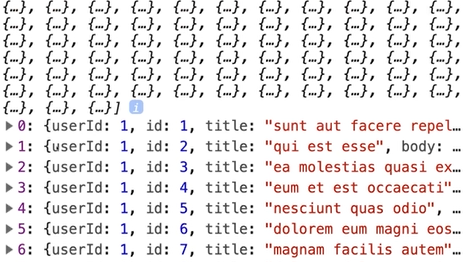 {…}, {…}, {…}, {…}, {…}, {…}, {…}, {…}, {…}, {…},
{…}, {…}, {…}, {…}, {…}, {…}, {…}, {…}, {…}, {…},
{…}, {…}, {…}, {…}, {…}, {…}, {…}, {…}, {…}, {…},
{…}, {…}, {…}, {…}, {…}, {…}, {…}, {…}, {…}, {…},
{…}, {…}, {…}, {…}, {…}, {…}, {…}, {…}, {…}, {…},
{…}, {…}, {…}, {…}, {…}, {…}, {…}, {…}, {…}, {…},
{…}, {…}, {…}] i
0: {userId: 1, id: 1, title: "sunt aut facere repel…
1: {userId: 1, id: 2, title: "qui est esse", body: …
2: {userId: 1, id: 3, title: "ea molestias quasi ex…
3: {userId: 1, id: 4, title: "eum et est occaecati"…
4: {userId: 1, id: 5, title: "nesciunt quas odio", …
5: {userId: 1, id: 6, title: "dolorem eum magni eos…
6: {userId: 1, id: 7, title: "magnam facilis autem"…